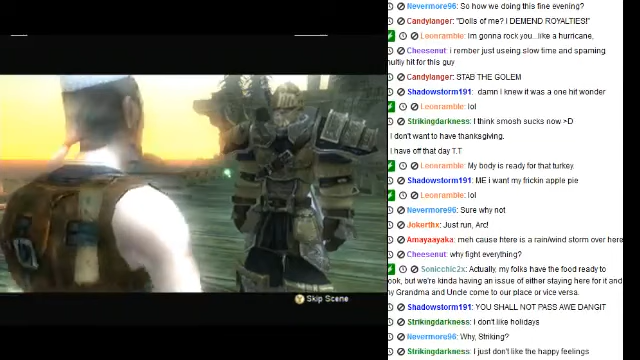 Nevermore96: So how we doing this fine evening?
Candylanger: "Dolls of me? I DEMEND ROYALTIES!"
Leonramble: Im gonna rock you...like a hurricane,
Cheesenut: i rember just useing slow time and spaming
nultiy hit for this guy
Candylanger: STAB THE GOLEM
Shadowstorm191: damn I knew it was a one hit wonder
Leonramble: lol
Strikingdarkness: I think smosh sucks now >D
I don't want to have thanksgiving.
I have off that day T.T
Leonramble: My body is ready for that turkey.
Shadowstorm191: ME i want my frickin apple pie
Leonramble: lol
Nevermore96: Sure why not
Jokerthx: Just run, Arc!
Amayaayaka: meh cause htere is a rain/wind storm over here
Cheesenut: why fight everything?
Sonicchic2x: Actually, my folks have the food ready to
ook, but we're kinda having an issue of either staying here for it and
my Grandma and Uncle come to our place or vice versa.
Shadowstorm191: YOU SHALL NOT PASS AWE DANGIT
Strikingdarkness: I don't like holidays
Nevermore96: Why, Striking?
Strikingdarkness: I just don't like the happy feelings
Y Skip Scene